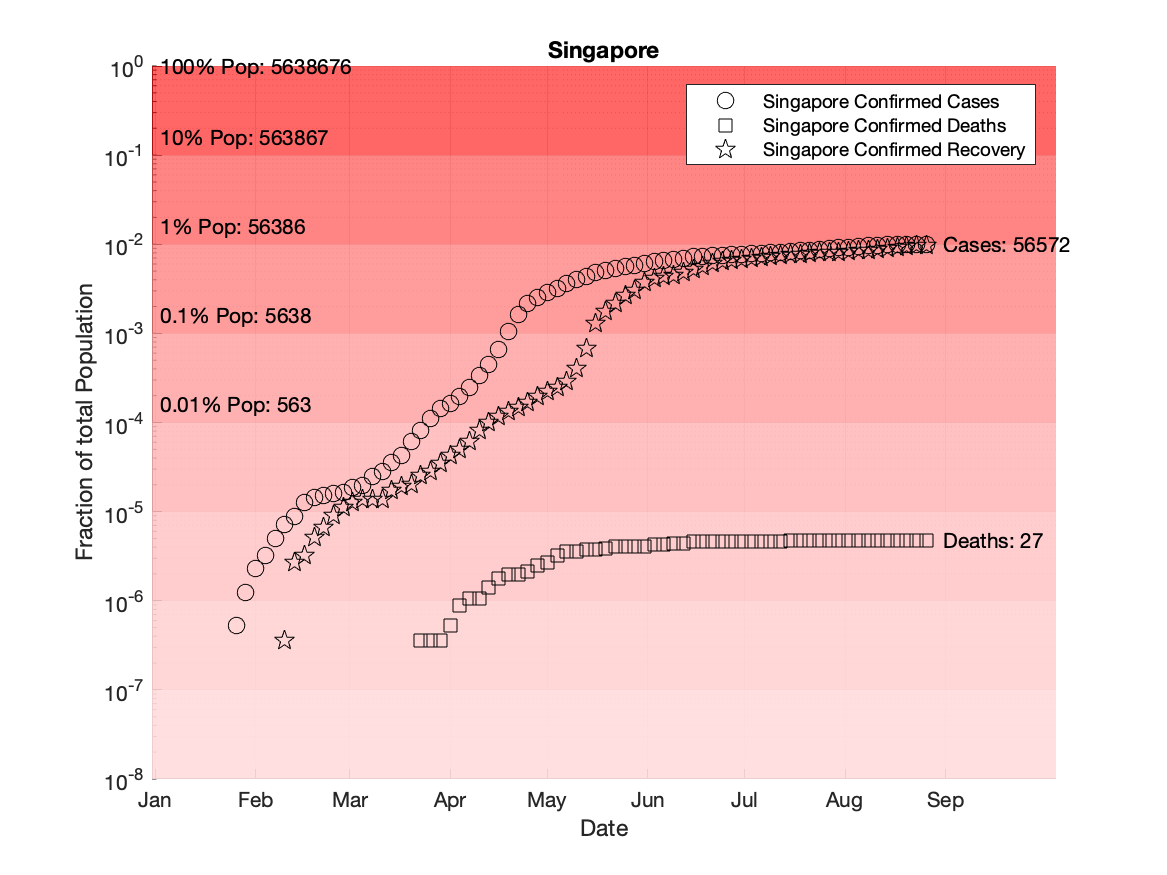 Singapore
10^0
100% Pop: 5638676
Singapore Confirmed Cases
Singapore Confirmed Deaths
Singapore Confirmed Recovery
10% Pop: 563867
10^-1
1% Pop: 56386
10^-2
Cases: 56572
0.1% Pop: 5638
10^-3
0.01% Pop: 563
10^-4
10^-5
Deaths: 27
10^-6
10^-7
10^-8
Fraction of total Population
Jan Feb Mar Apr May Jun Jul Aug Sep
Date